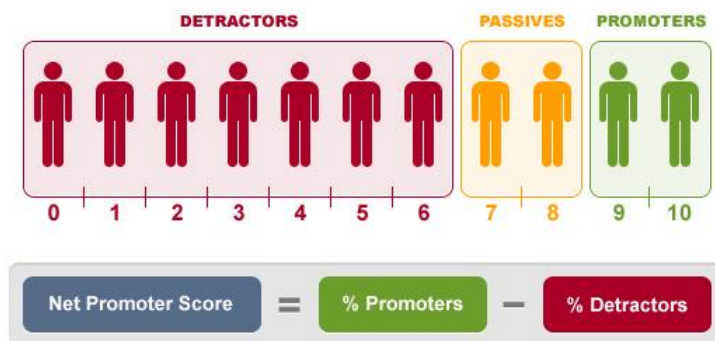 DETRACTORS PASSIVES PROMOTERS
0 1 2 3 4 5 6 7 8 9 10
Net Promoter Score = % Promoters − % Detractors